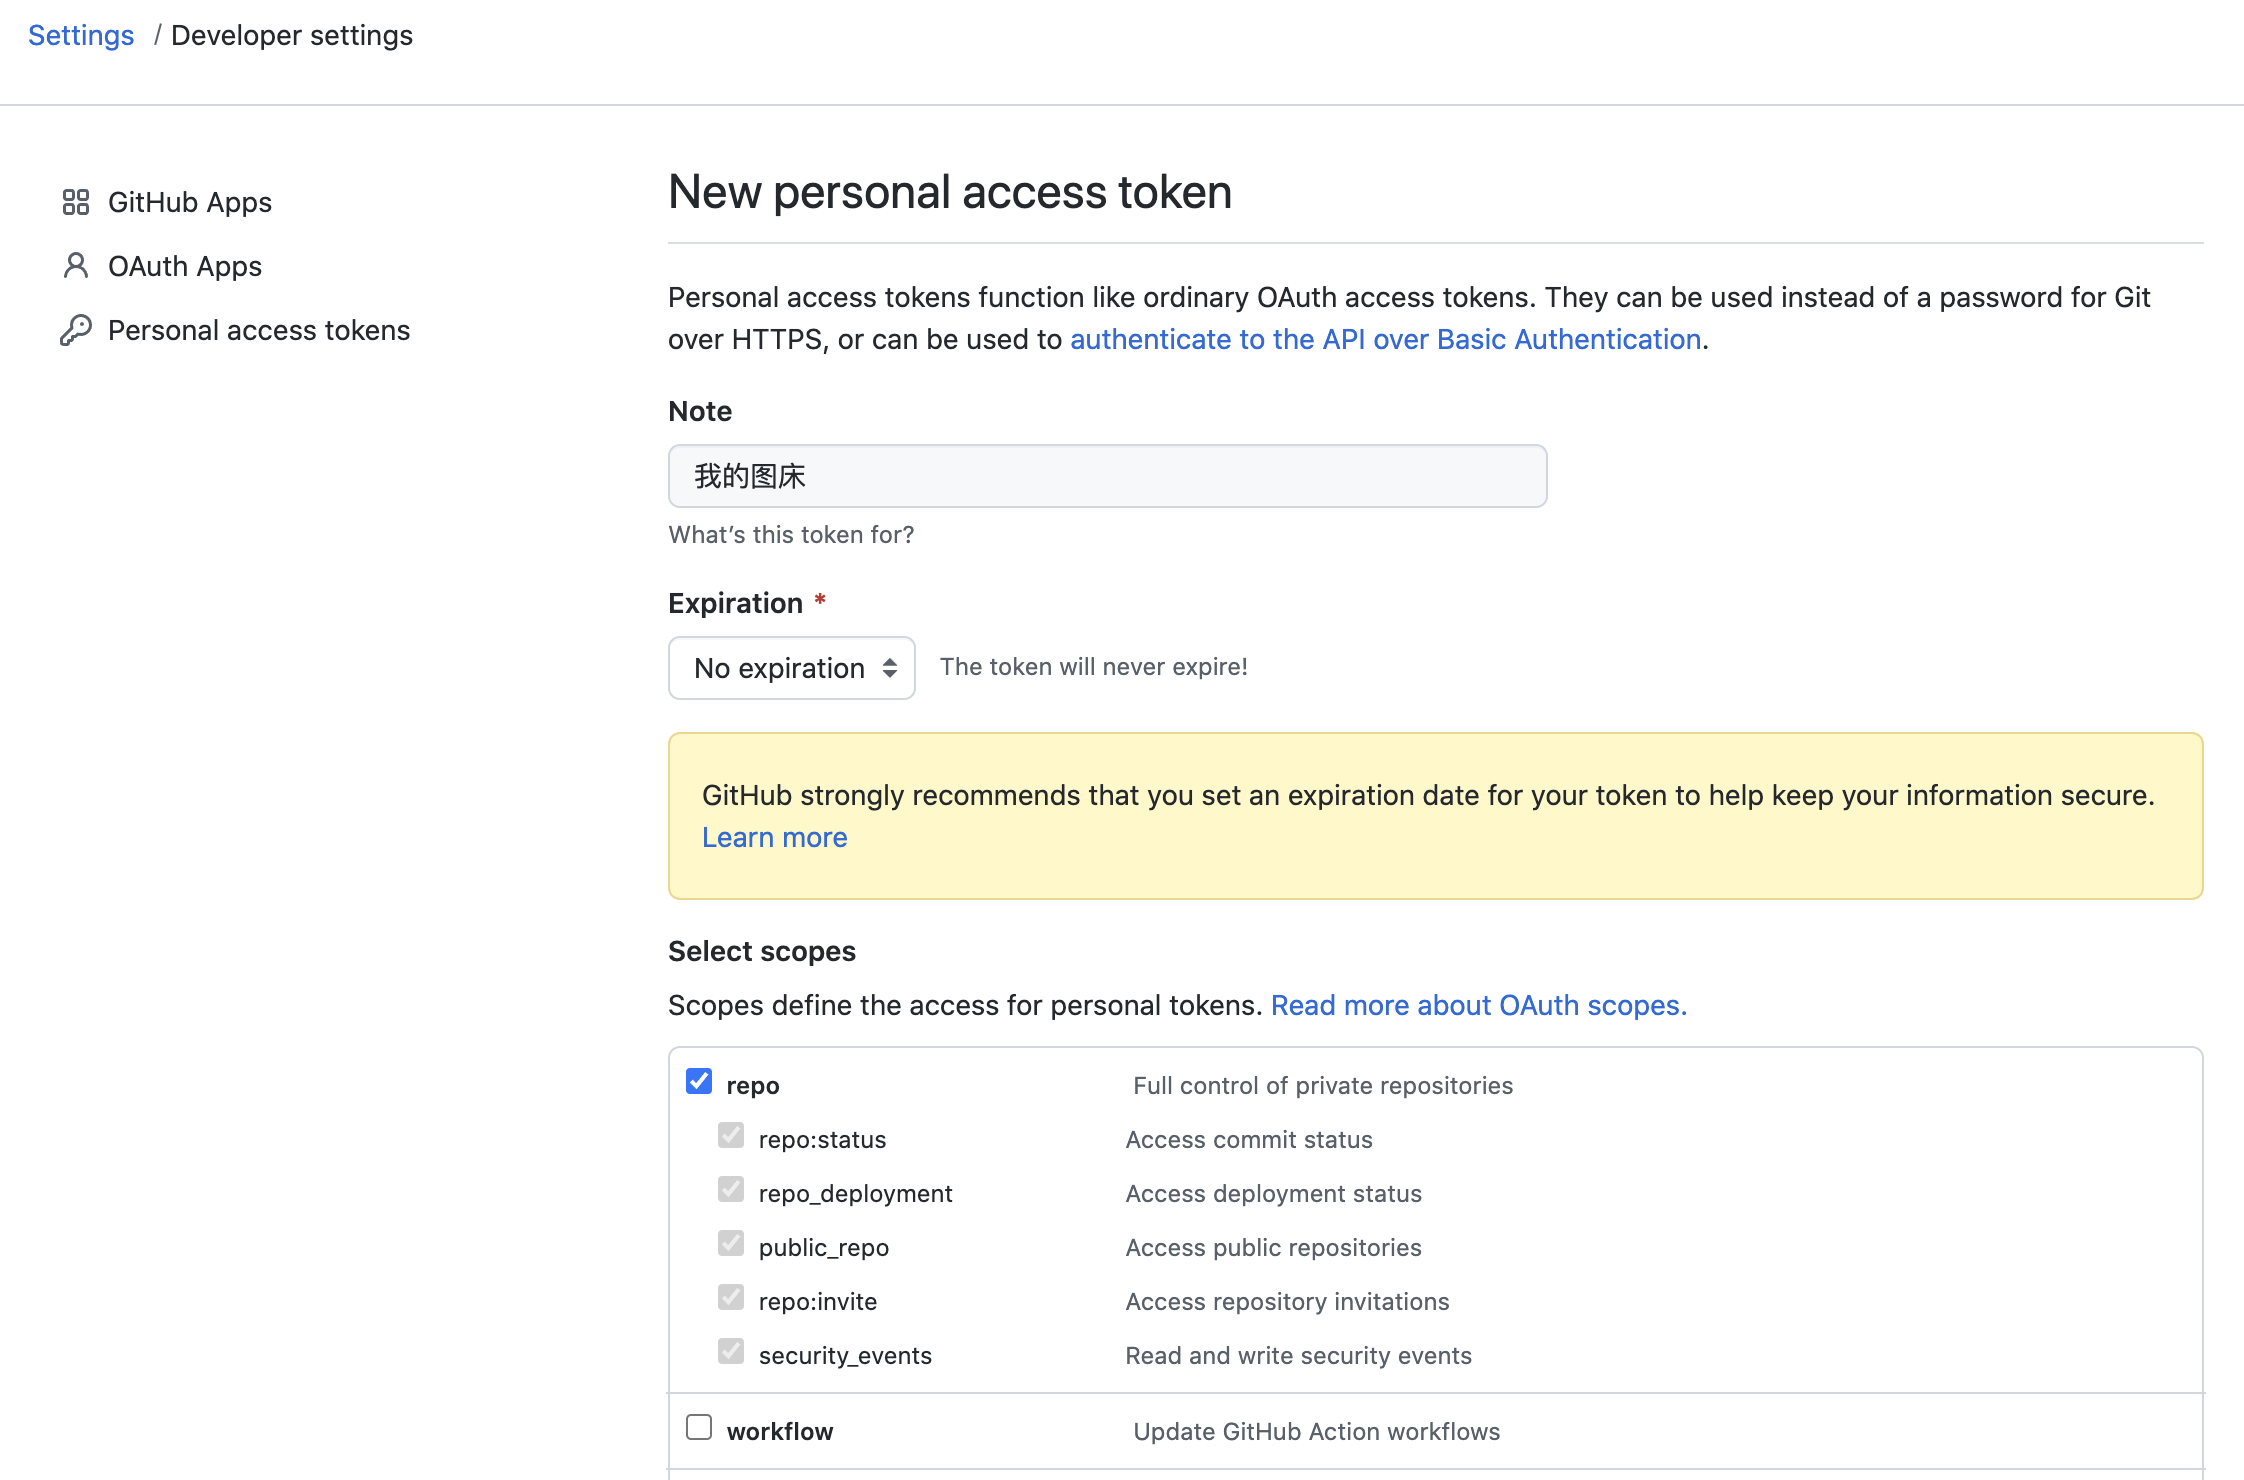 Settings / Developer settings
GitHub Apps
OAuth Apps
Personal access tokens
New personal access token
Personal access tokens function like ordinary OAuth access tokens. They can be used instead of a password for Git
over HTTPS, or can be used to authenticate to the API over Basic Authentication.
Note
我的图床
What’s this token for?
Expiration *
No expiration The token will never expire!
GitHub strongly recommends that you set an expiration date for your token to help keep your information secure.
Learn more
Select scopes
Scopes define the access for personal tokens. Read more about OAuth scopes.
repo Full control of private repositories
repo:status Access commit status
repo_deployment Access deployment status
public_repo Access public repositories
repo:invite Access repository invitations
security_events Read and write security events
workflow Update GitHub Action workflows